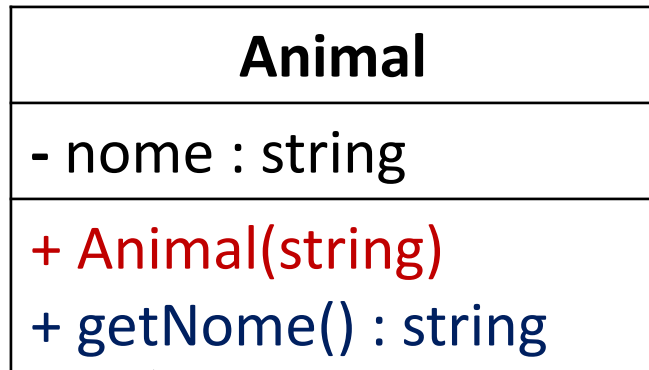 Animal
- nome : string
+ Animal(string)
+ getNome() : string